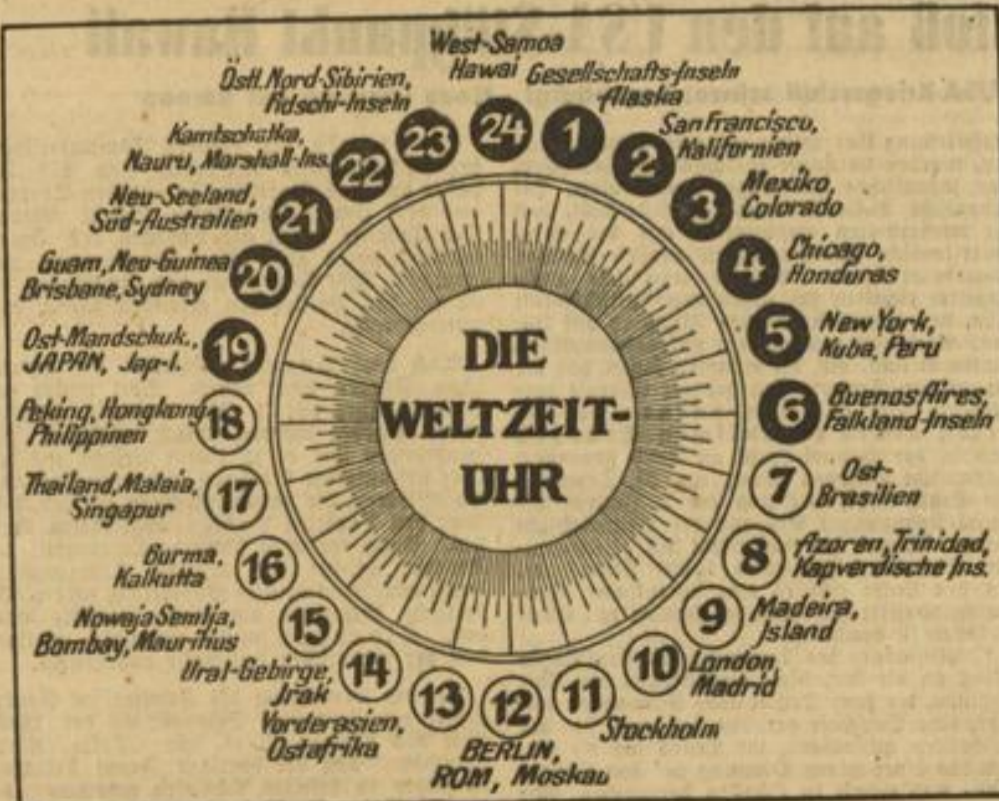 DIE
WELTZEIT-
UHR
West-Samoa
Hawai
24
Gesellschafts-Inseln
Alaska
1
San Francisco,
Kalifornien
2
Mexiko,
Colorado
3
Chicago,
Honduras
4
New York,
Kuba, Peru
5
Buenos Aires,
Falkland-Inseln
6
Ost-
Brasilien
7
Azoren, Trinidad,
Kapverdische Ins.
8
Madeira,
Island
9
London
Madrid
10
Stockholm
11
BERLIN,
ROM, Moskau
12
Vorderasien,
Ostafrika
13
Ural-Gebirge,
Irak
14
Nowaja Semlja,
Bombay, Mauritius
15
Burma,
Kalkutta
16
Thailand, Malaia,
Singapur
17
Peking, Hongkong
Philippinen
18
Ost-Mandschuk.,
JAPAN, Jap-I.
19
Guam, Neu-Guinea
Brisbane, Sydney
20
Neu-Seeland,
Süd-Australien
21
Kamtschatka,
Nauru, Marshall-Ins.
22
Östl. Nord-Sibirien,
Fidschi-Inseln
23